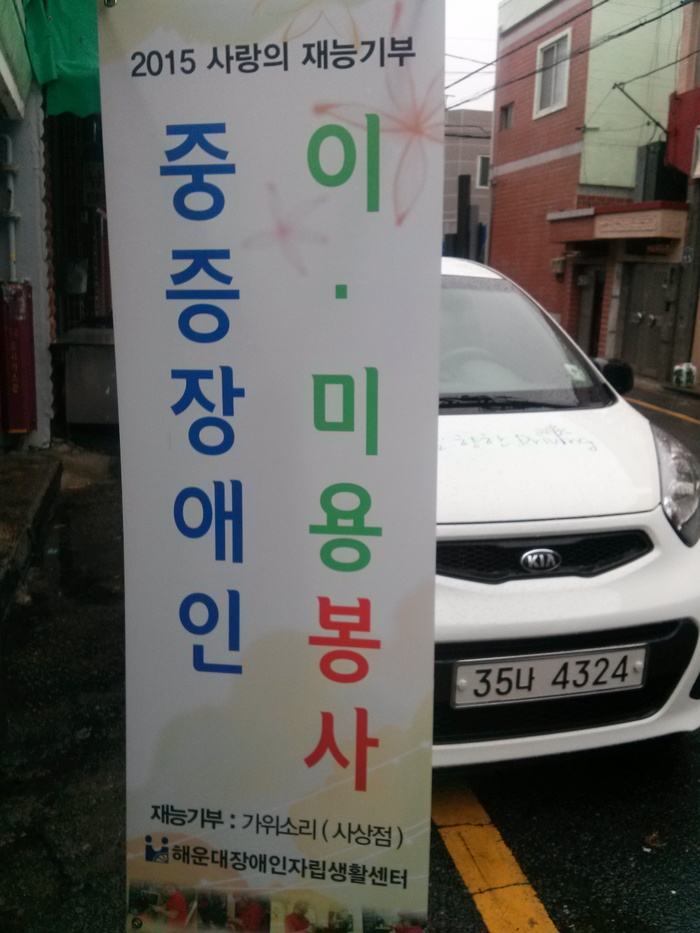 2015 사랑의 재능기부
중증장애인
이·미용봉사
재능기부 : 가위소리 ( 사상점 )
해운대장애인자립생활센터
Driving
KIA
35나 4324